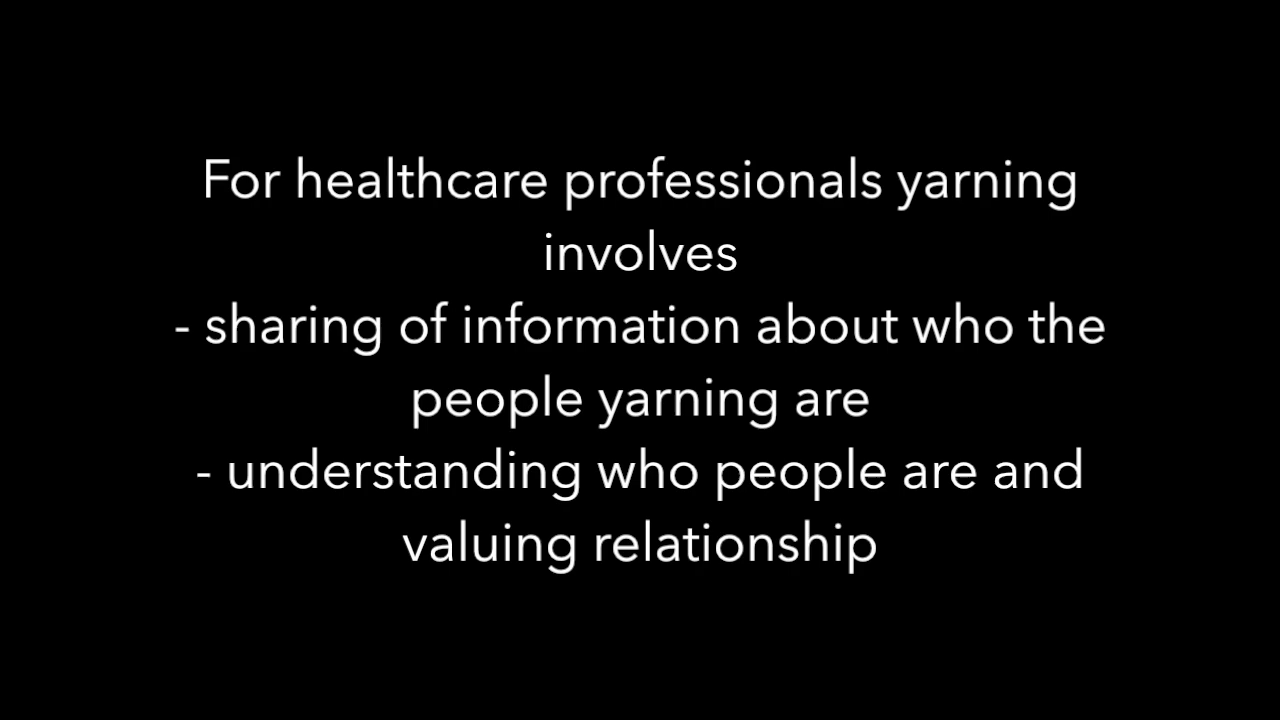 For healthcare professionals yarning
involves
- sharing of information about who the
people yarning are
- understanding who people are and
valuing relationship